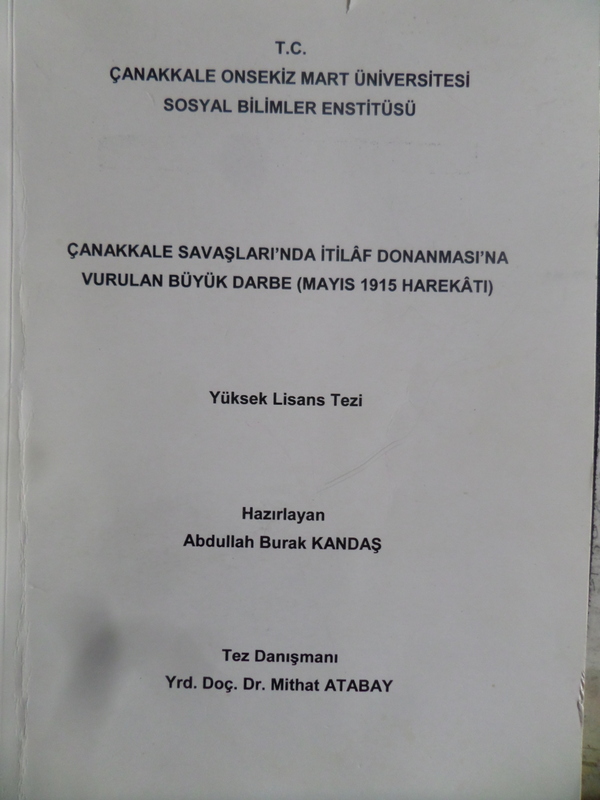 T.C.
ÇANAKKALE ONSEKİZ MART ÜNİVERSİTESİ
SOSYAL BİLİMLER ENSTİTÜSÜ
ÇANAKKALE SAVAŞLARI'NDA İTİLÂF DONANMASI'NA
VURULAN BÜYÜK DARBE (MAYIS 1915 HAREKÂTI)
Yüksek Lisans Tezi
Hazırlayan
Abdullah Burak KANDAŞ
Tez Danışmanı
Yrd. Doç. Dr. Mithat ATABAY